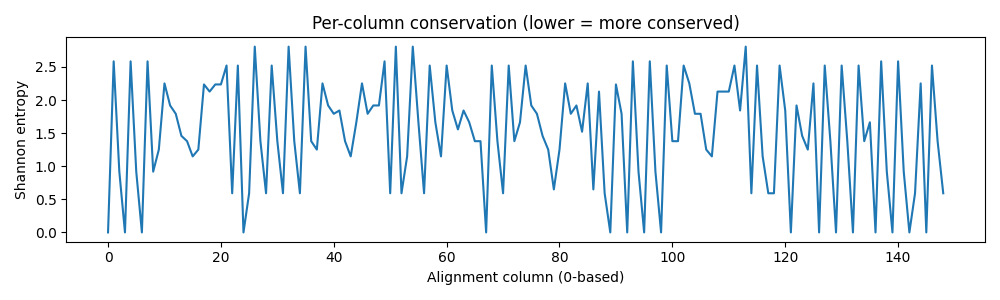 Per-column conservation (lower = more conserved)
Shannon entropy
2.5
2.0
1.5
1.0
0.5
0.0
0 20 40 60 80 100 120 140
Alignment column (0-based)